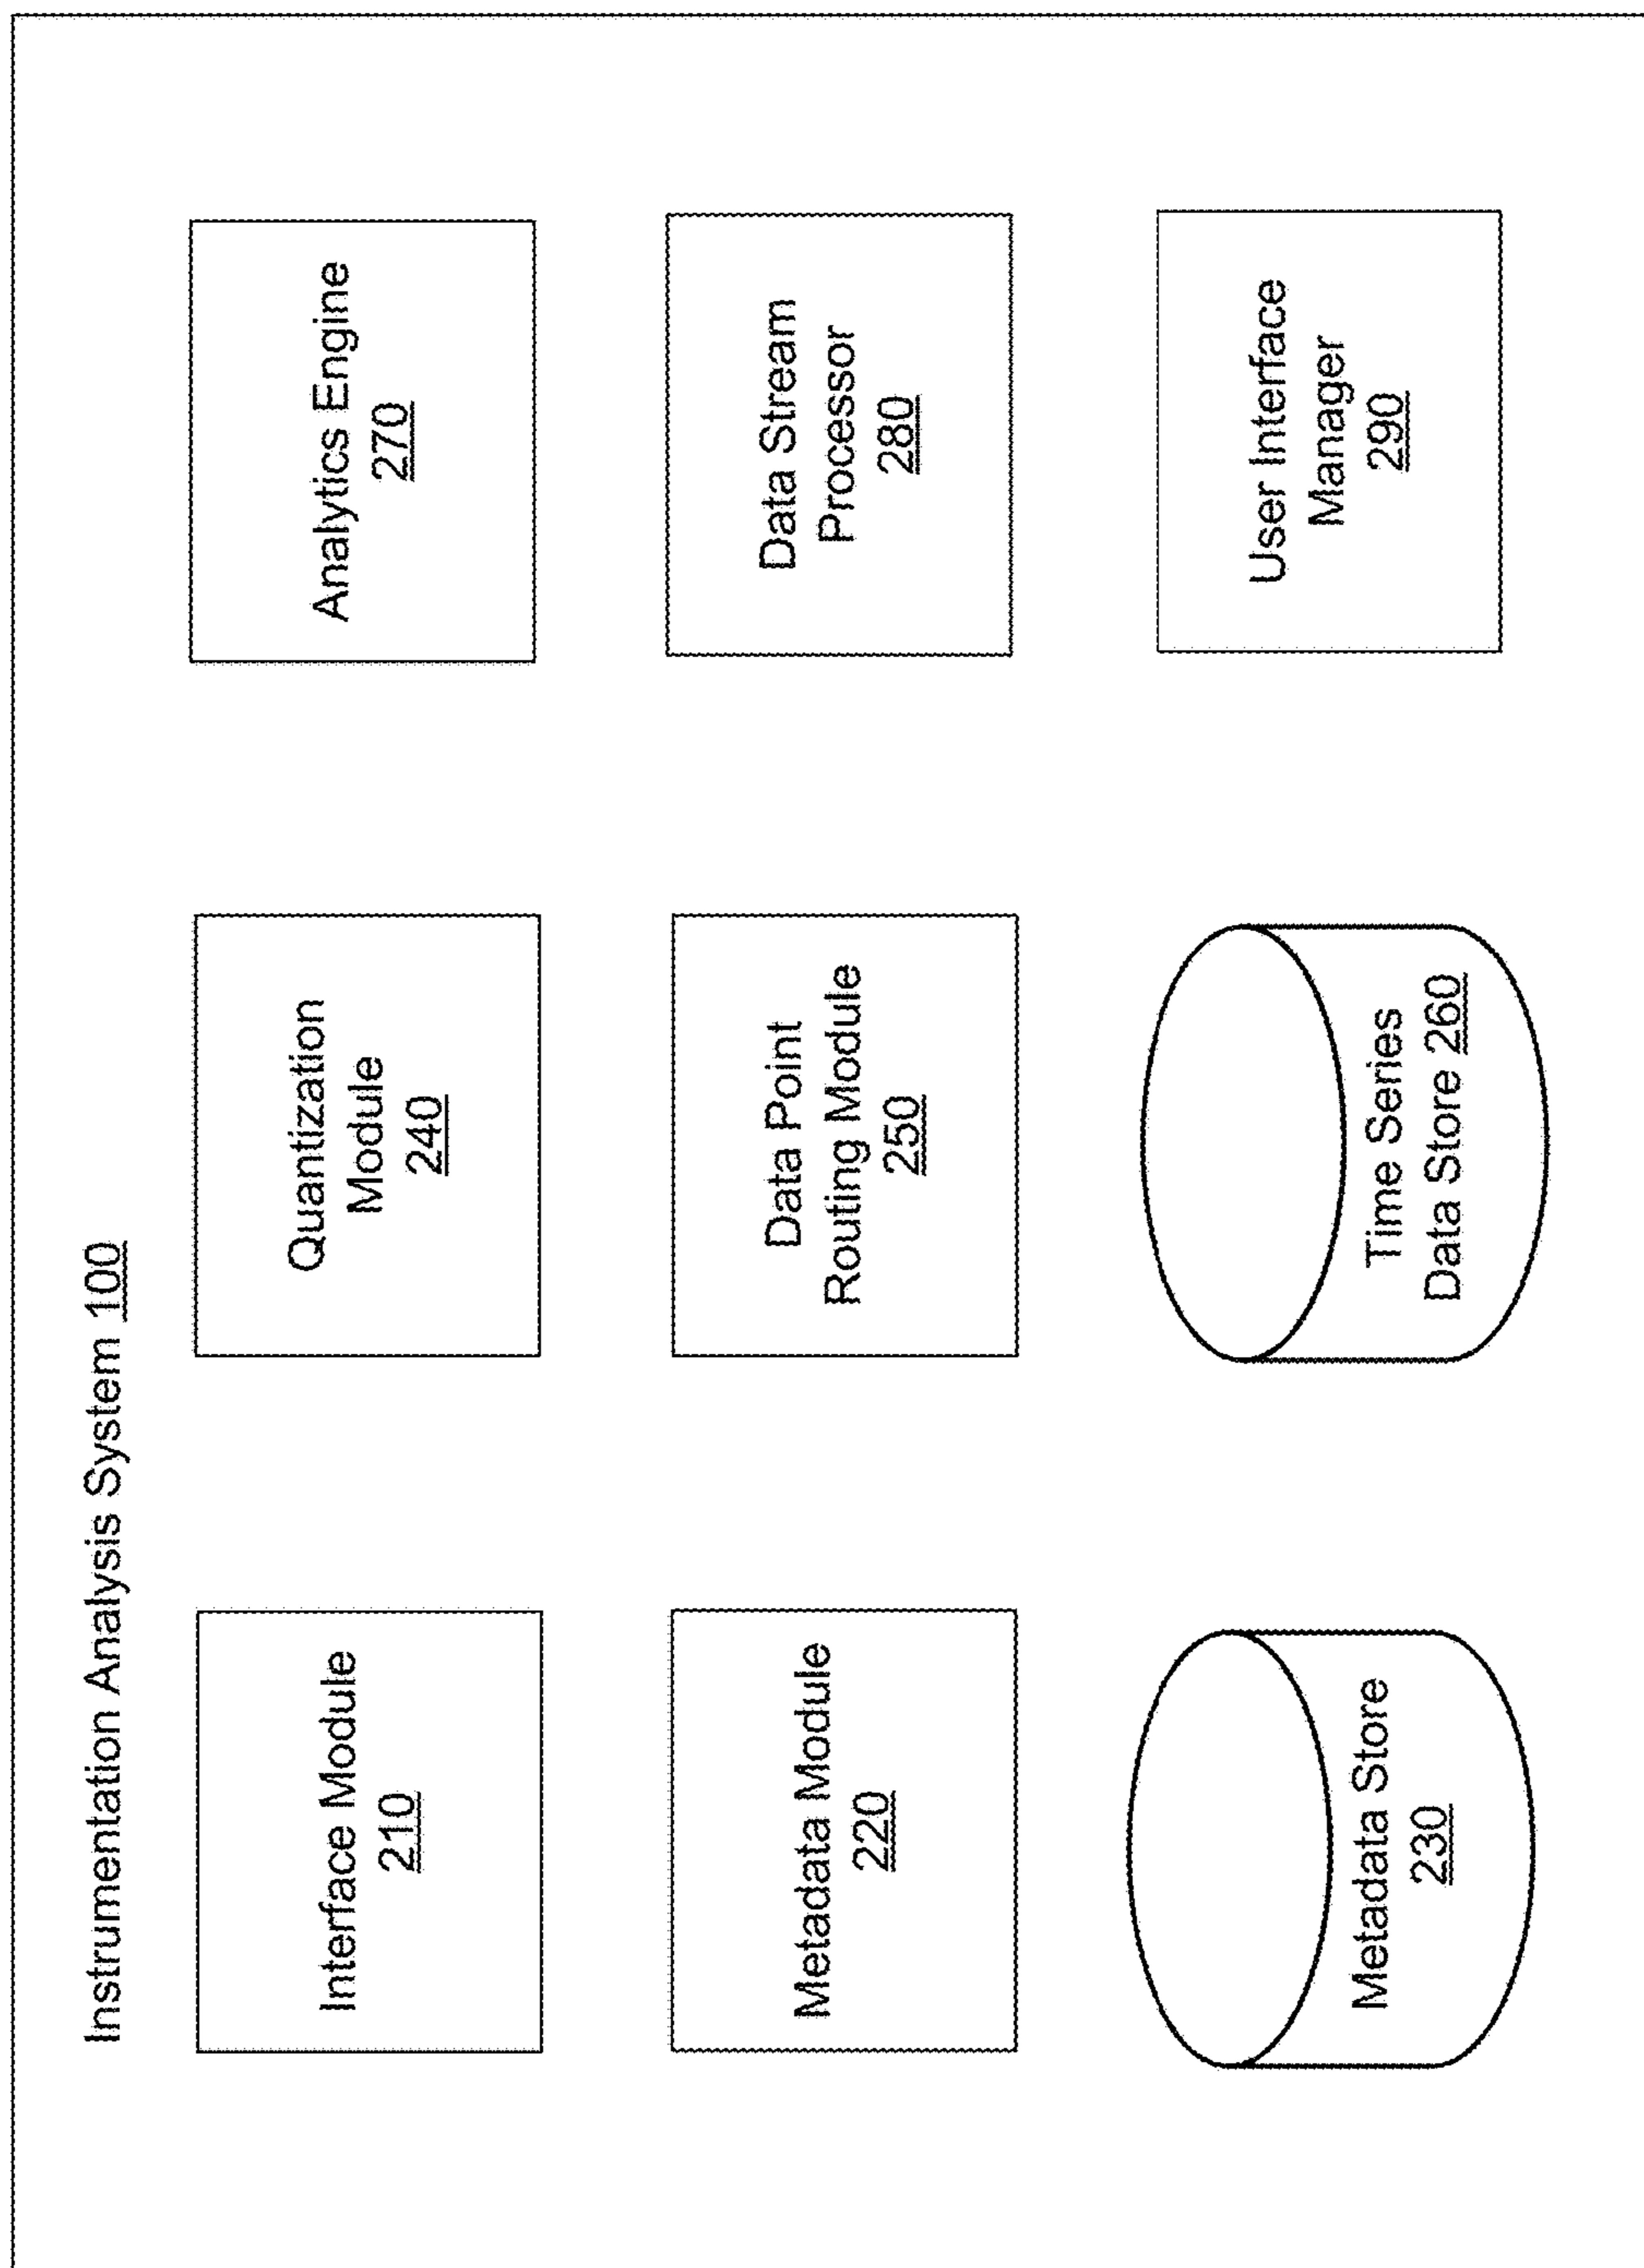 Instrumentation Analysis System 100
Interface Module
210
Quantization
Module
240
Analytics Engine
270
Metadata Module
220
Data Point
Routing Module
250
Data Stream
Processor
280
Metadata Store
230
Time Series
Data Store 260
User Interface
Manager
290